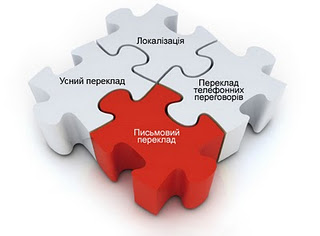 Локалізація
Усний переклад
Переклад
телефонних
переговорів
Письмовий
переклад